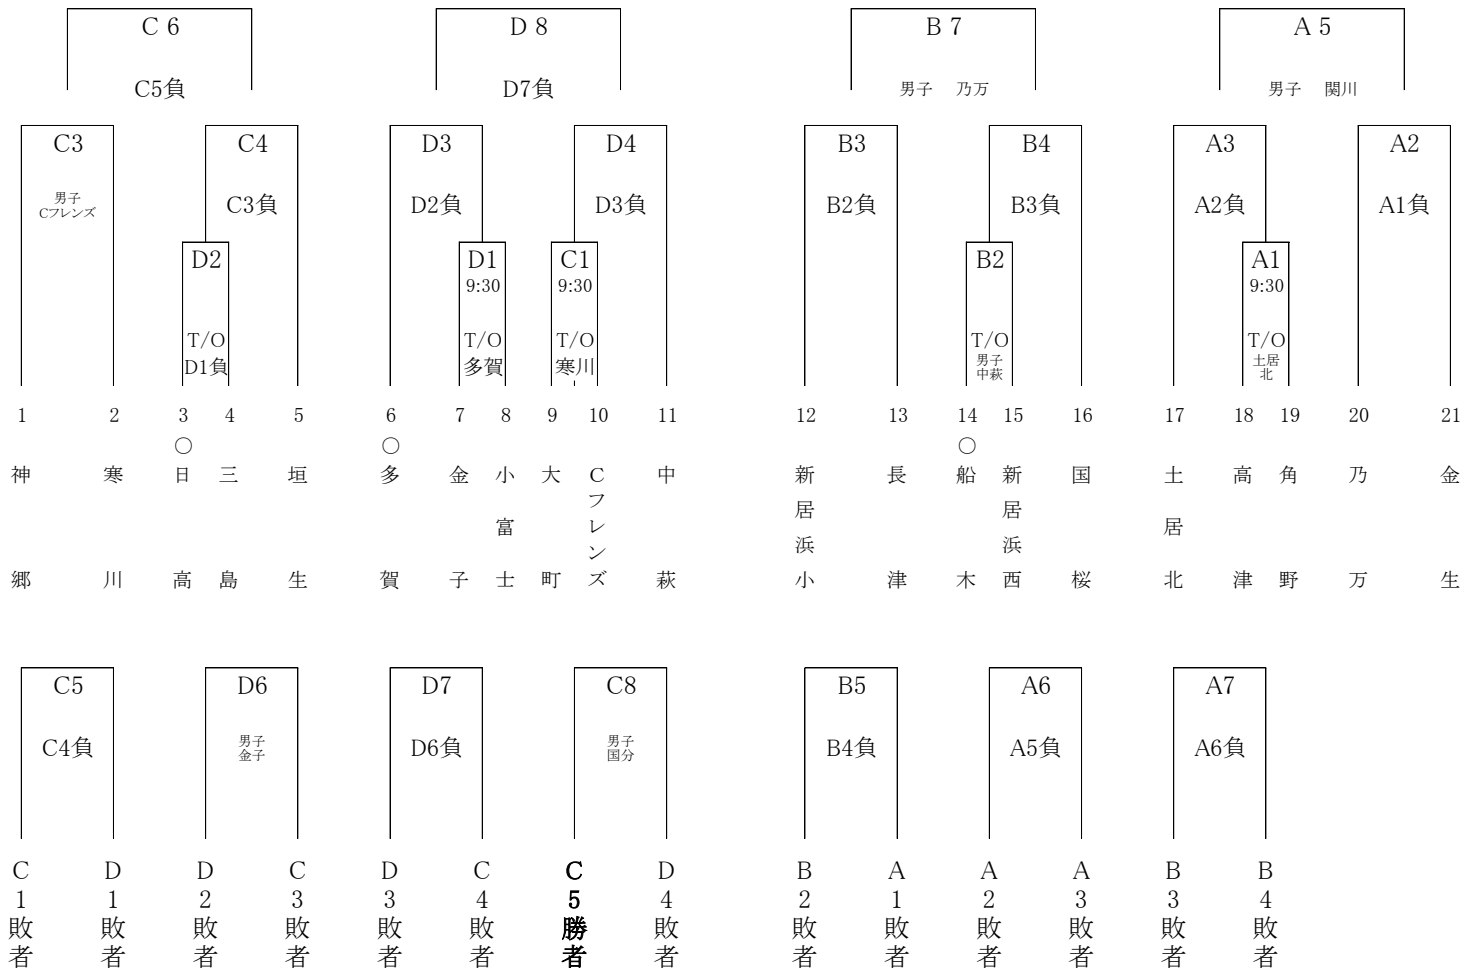 C 6 D 8 B 7 A 5
C5負 D7負 男子 乃万 男子 関川
C3 C4 D3 D4 B3 B4 A3 A2
男子 Cフレンズ C3負 D2負 D3負 B2負 B3負 A2負 A1負
D2 D1 C1 B2 A1
9:30 9:30 9:30
T/O T/O T/O T/O T/O
D1負 多賀 寒川 男子 中萩 土居 北
1 2 3 4 5 6 7 8 9 10 11 12 13 14 15 16 17 18 19 20 21
○ ○ ○
神郷
寒川
日高
三島
垣生
多賀
金子
小富士
大町
Cフレンズ
中萩
新居浜小
長津
船木
新居浜西
国桜
土居北
高津
角野
乃万
金生
C5 D6 D7 C8 B5 A6 A7
C4負 男子 金子 D6負 男子 国分 B4負 A5負 A6負
C1敗者
D1敗者
D2敗者
C3敗者
D3敗者
C4敗者
C5勝者
D4敗者
B2敗者
A1敗者
A2敗者
A3敗者
B3敗者
B4敗者